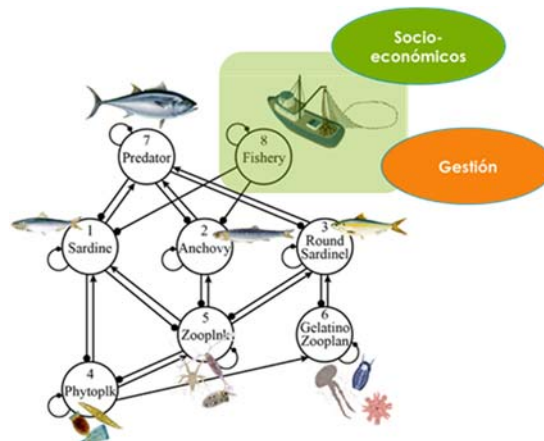 Socio-
económicos
Gestión
7
Predator
8
Fishery
1
Sardine
2
Anchovy
3
Round
Sardinel
5
Zooplnk
6
Gelatino
Zooplan
4
Phytoplk